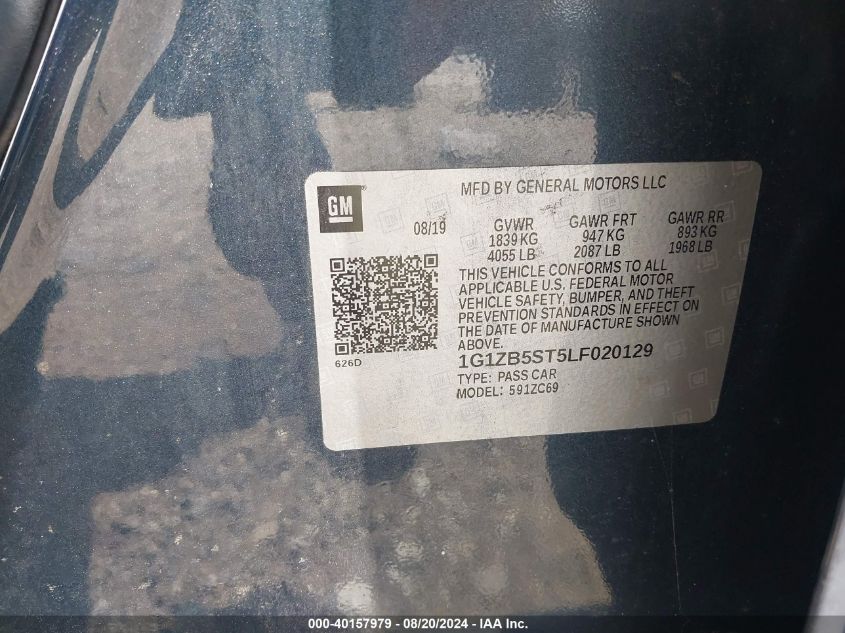 GM
MFD BY GENERAL MOTORS LLC
08/19
GVWR
1839 KG
4055 LB
GAWR FRT
947 KG
2087 LB
GAWR RR
893 KG
1968 LB
THIS VEHICLE CONFORMS TO ALL
APPLICABLE U.S. FEDERAL MOTOR
VEHICLE SAFETY, BUMPER, AND THEFT
PREVENTION STANDARDS IN EFFECT ON
THE DATE OF MANUFACTURE SHOWN
ABOVE.
626D
1G1ZB5ST5LF020129
TYPE: PASS CAR
MODEL: 591ZC69
000-40157979 - 08/20/2024 - IAA Inc.